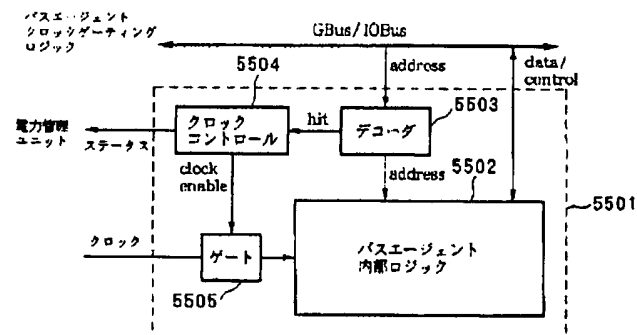 バスエージェント
クロックゲーティング
ロジック
GBus/IOBus
5504
address
data/
control
5503
電力管理
ユニット
ステータス
クロック
コントロール
hit
デコーダ
clock
enable
address
5502
5501
クロック
ゲート
バスエージェント
内部ロジック
5505